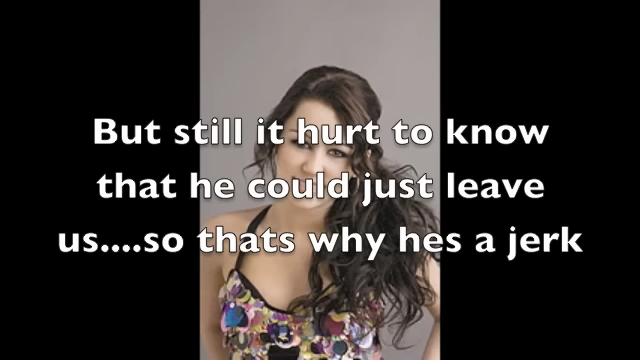 But still it hurt to know
that he could just leave
us....so thats why hes a jerk